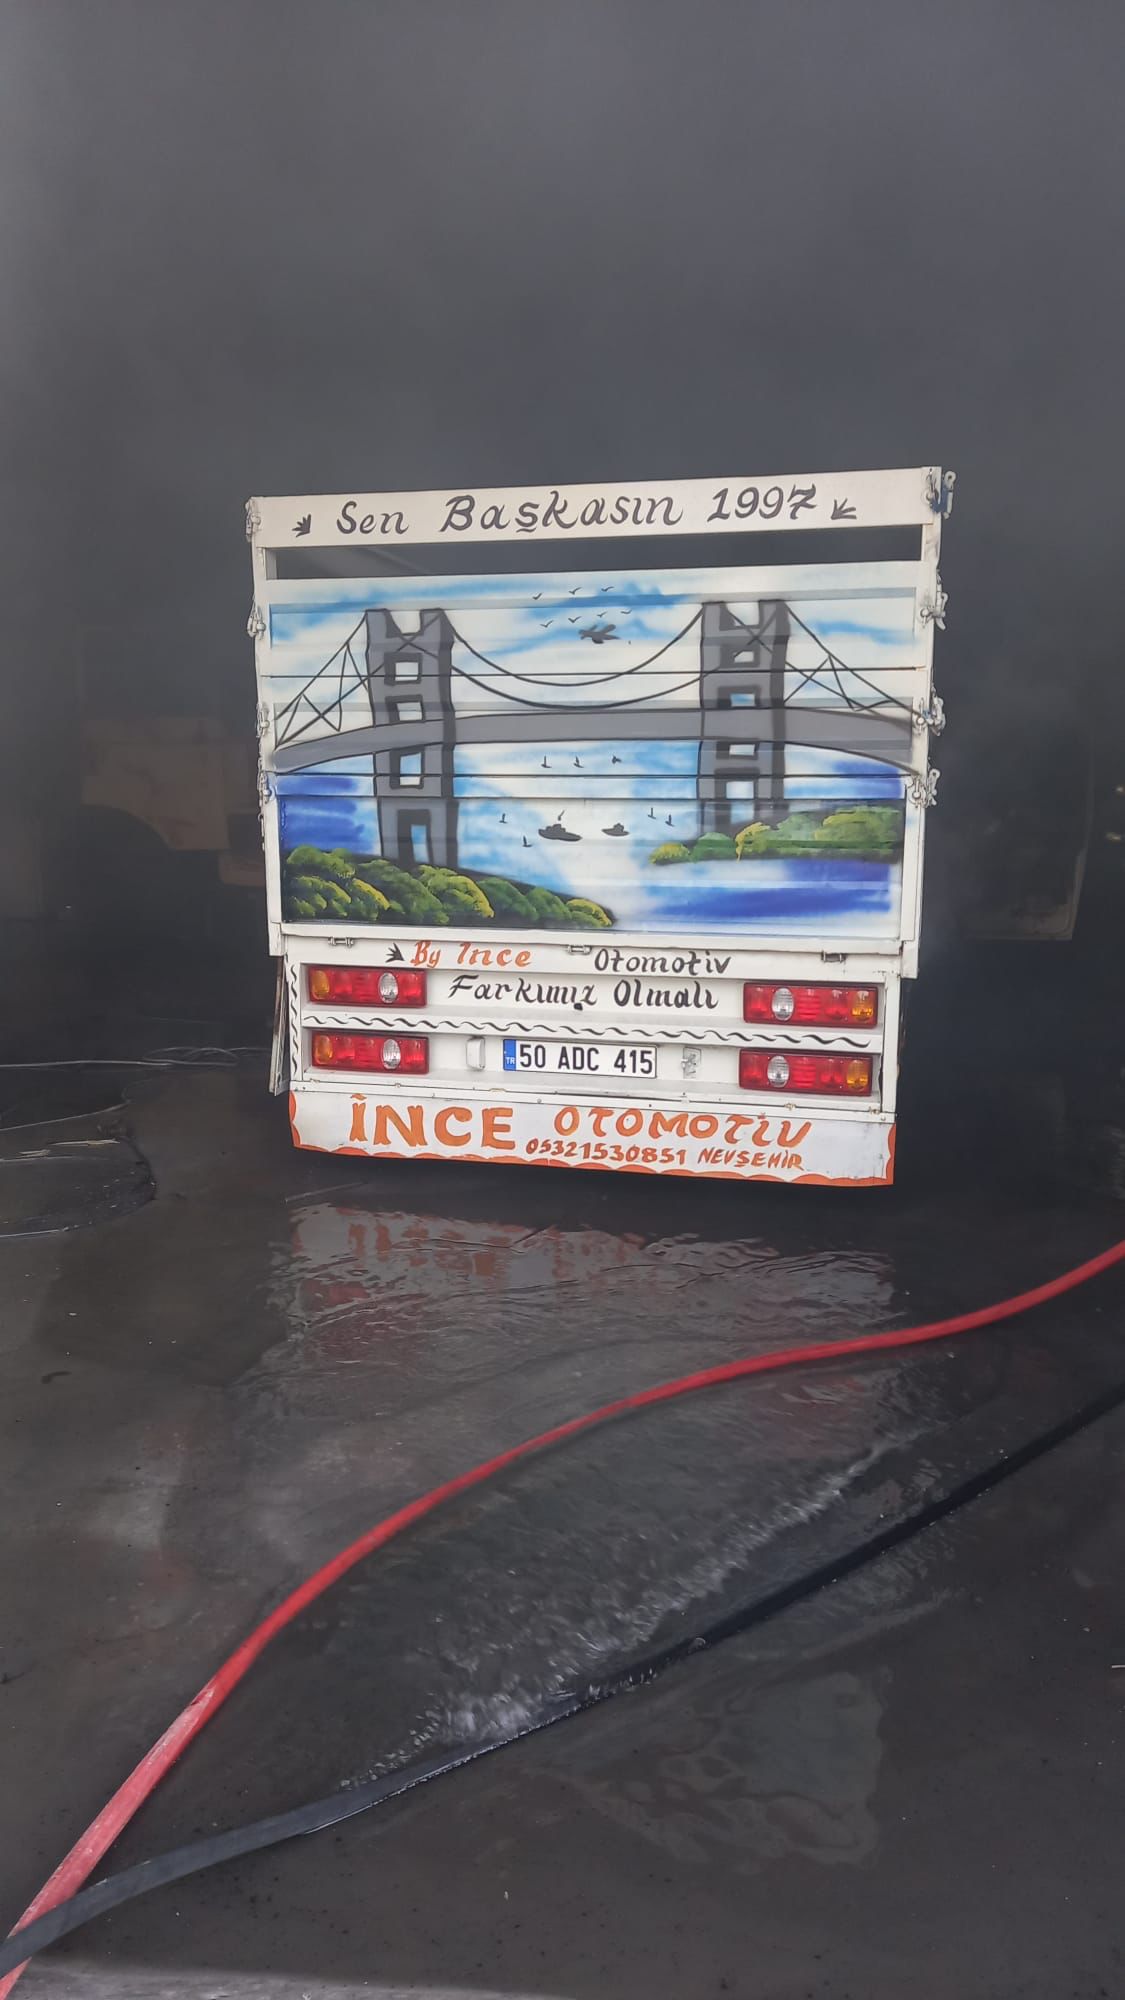 Sen Başkasın 1997
By İnce Otomotiv
Farkımız Olmalı
TR 50 ADC 415
İNCE OTOMOTİV
05321530851 NEVŞEHİR